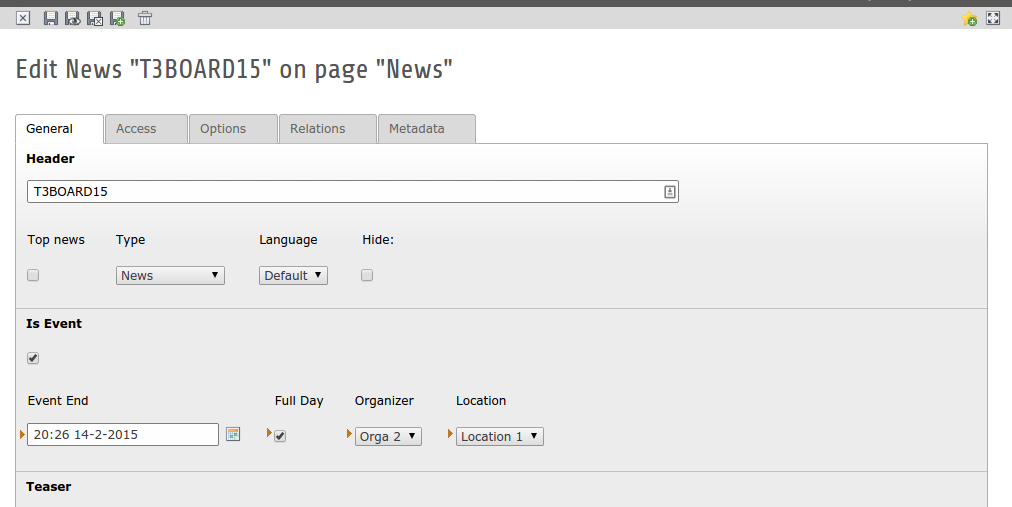 Edit News "T3BOARD15" on page "News"
General Access Options Relations Metadata
Header
T3BOARD15
Top news Type Language Hide:
News Default
Is Event
Event End Full Day Organizer Location
20:26 14-2-2015 Orga 2 Location 1
Teaser